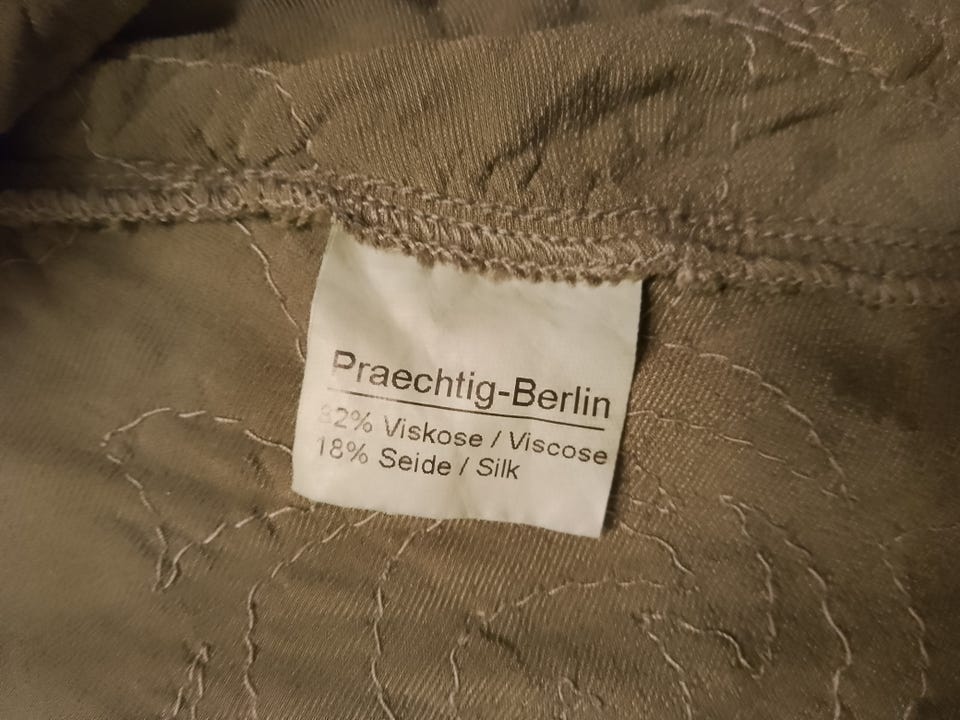 Praechtig-Berlin
82% Viskose / Viscose
18% Seide / Silk